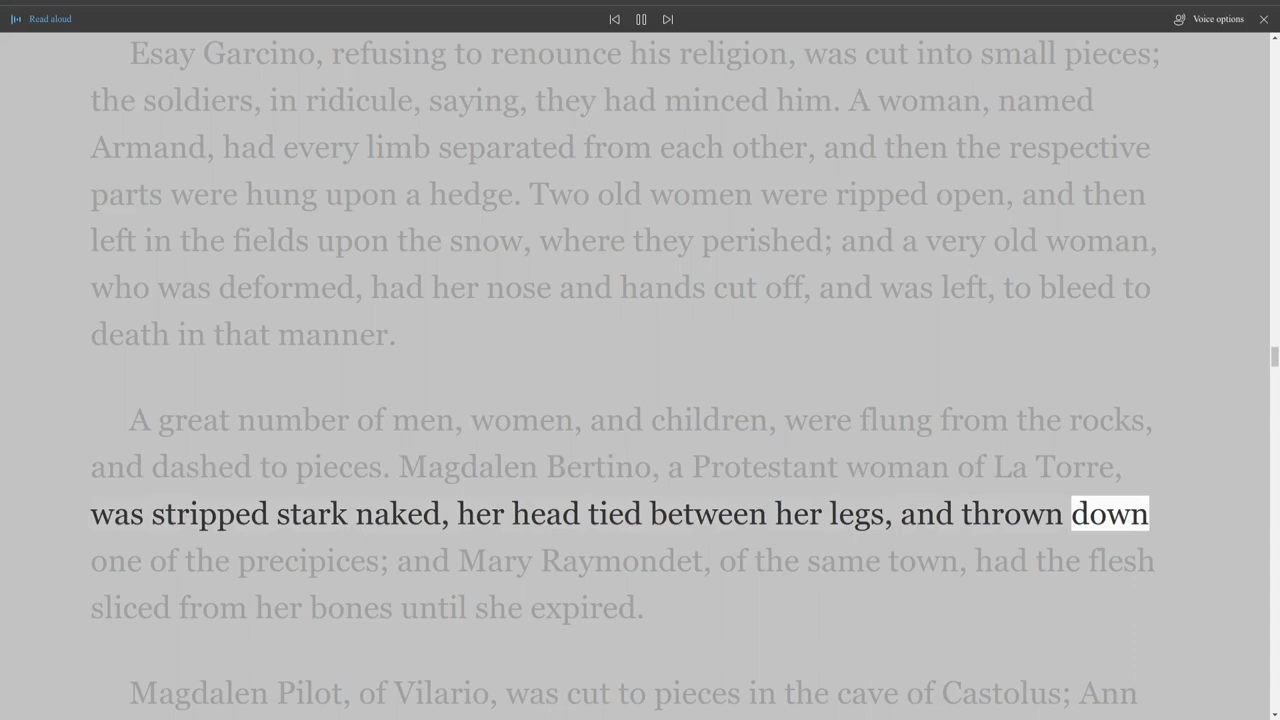 Read aloud
Voice options
Esay Garcino, refusing to renounce his religion, was cut into small pieces;
the soldiers, in ridicule, saying, they had minced him. A woman, named
Armand, had every limb separated from each other, and then the respective
parts were hung upon a hedge. Two old women were ripped open, and then
left in the fields upon the snow, where they perished; and a very old woman,
who was deformed, had her nose and hands cut off, and was left, to bleed to
death in that manner.
A great number of men, women, and children, were flung from the rocks,
and dashed to pieces. Magdalen Bertino, a Protestant woman of La Torre,
was stripped stark naked, her head tied between her legs, and thrown down
one of the precipices; and Mary Raymondet, of the same town, had the flesh
sliced from her bones until she expired.
Magdalen Pilot, of Vilario, was cut to pieces in the cave of Castolus; Ann